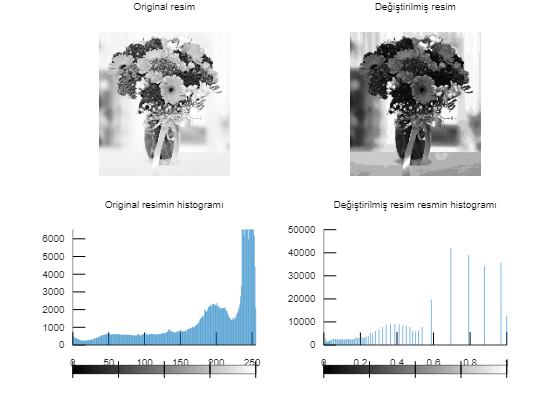 Original resim
Değiştirilmiş resim
Original resimin histogramı
Değiştirilmiş resim resmin histogramı
6000
5000
4000
3000
2000
1000
0
0 50 100 150 200 250
50000
40000
30000
20000
10000
0
0 0.2 0.4 0.6 0.8 1